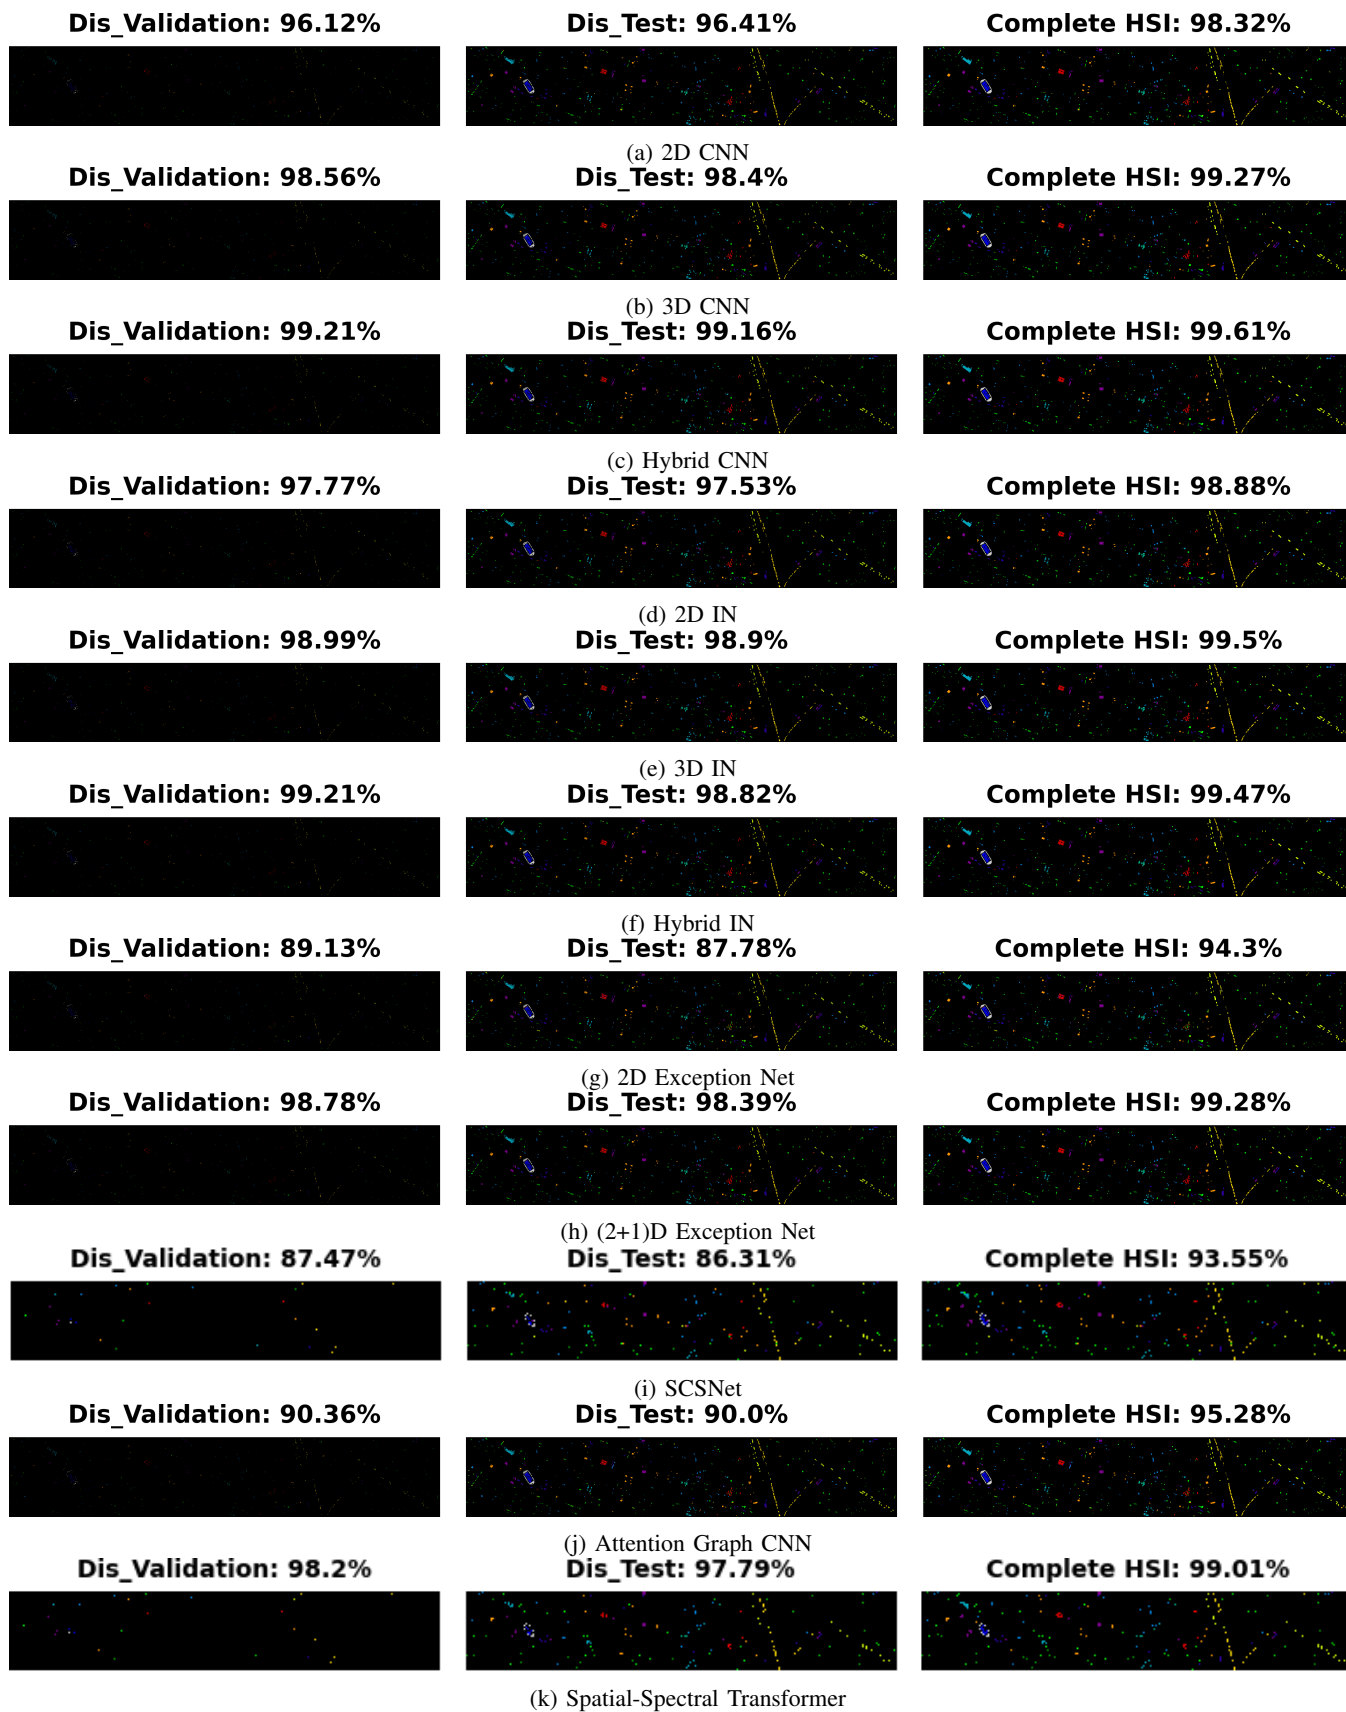 Dis_Validation: 96.12% Dis_Test: 96.41% Complete HSI: 98.32%
(a) 2D CNN
Dis_Validation: 98.56% Dis_Test: 98.4% Complete HSI: 99.27%
(b) 3D CNN
Dis_Validation: 99.21% Dis_Test: 99.16% Complete HSI: 99.61%
(c) Hybrid CNN
Dis_Validation: 97.77% Dis_Test: 97.53% Complete HSI: 98.88%
(d) 2D IN
Dis_Validation: 98.99% Dis_Test: 98.9% Complete HSI: 99.5%
(e) 3D IN
Dis_Validation: 99.21% Dis_Test: 98.82% Complete HSI: 99.47%
(f) Hybrid IN
Dis_Validation: 89.13% Dis_Test: 87.78% Complete HSI: 94.3%
(g) 2D Exception Net
Dis_Validation: 98.78% Dis_Test: 98.39% Complete HSI: 99.28%
(h) (2+1)D Exception Net
Dis_Validation: 87.47% Dis_Test: 86.31% Complete HSI: 93.55%
(i) SCSNet
Dis_Validation: 90.36% Dis_Test: 90.0% Complete HSI: 95.28%
(j) Attention Graph CNN
Dis_Validation: 98.2% Dis_Test: 97.79% Complete HSI: 99.01%
(k) Spatial-Spectral Transformer